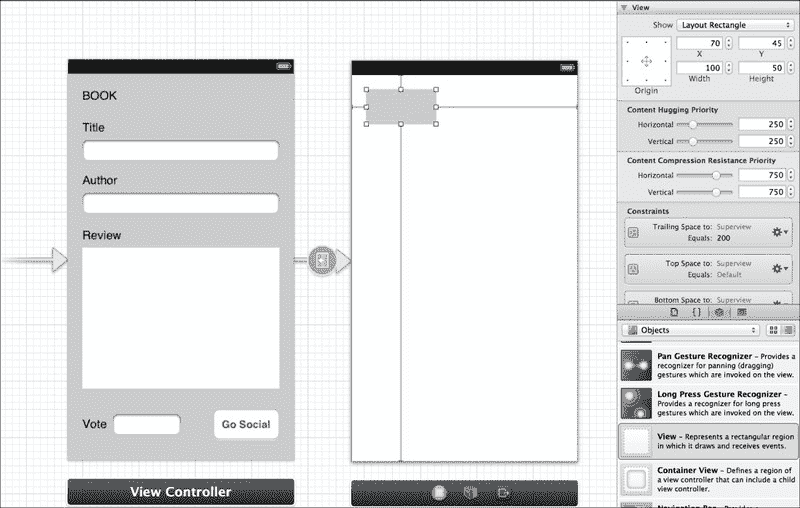 BOOK
Title
Author
Review
Vote
Go Social
View Controller
View
Show Layout Rectangle
70 45
X Y
100 50
Origin Width Height
Content Hugging Priority
Horizontal 250
Vertical 250
Content Compression Resistance Priority
Horizontal 750
Vertical 750
Constraints
Trailing Space to: Superview
Equals: 200
Top Space to: Superview
Equals: Default
Bottom Space to: Superview
{ }
Objects
Pan Gesture Recognizer – Provides a
recognizer for panning (dragging)
gestures which are invoked on the view.
Long Press Gesture Recognizer –
Provides a recognizer for long press
gestures which are invoked on the view.
View – Represents a rectangular region
in which it draws and receives events.
Container View – Defines a region of
a view controller that can include a child
view controller.